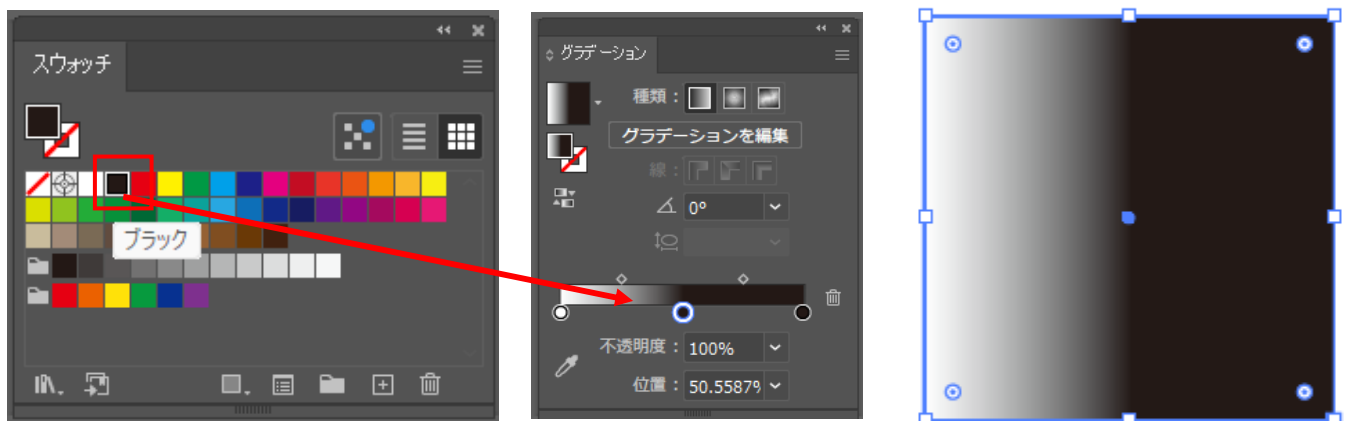 スウォッチ
ブラック
グラデーション
種類：
グラデーションを編集
線：
0°
不透明度：100%
位置：50.5587%